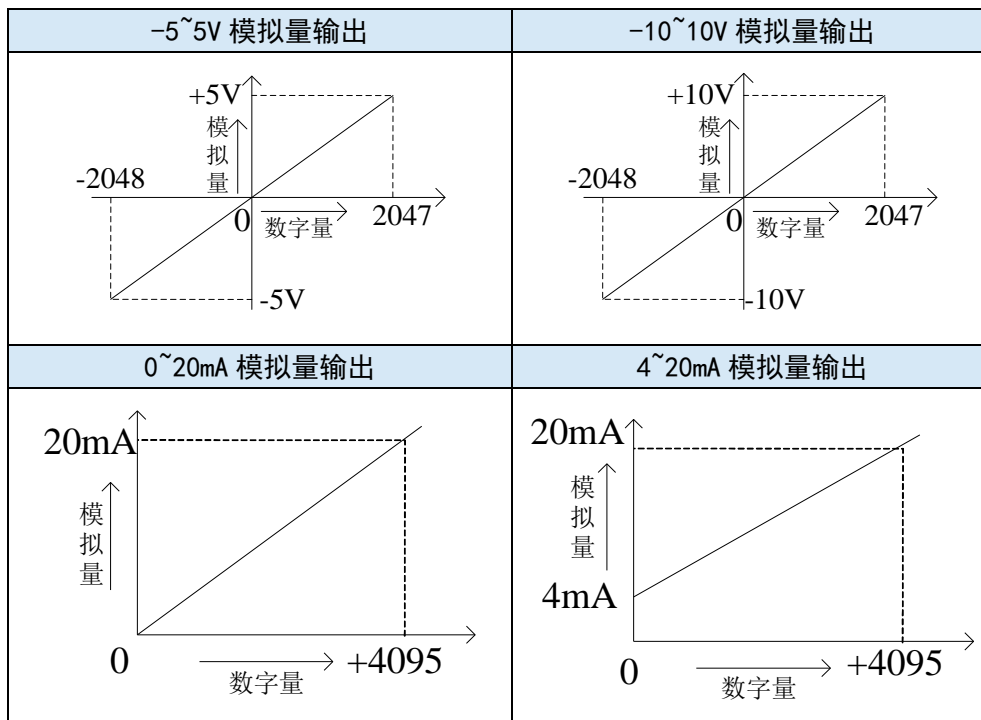 -5~5V 模拟量输出
-10~10V 模拟量输出
+5V
模拟量
-2048
0
数字量
2047
-5V
+10V
模拟量
-2048
0
数字量
2047
-10V
0~20mA 模拟量输出
4~20mA 模拟量输出
20mA
模拟量
0
数字量
+4095
20mA
模拟量
4mA
0
数字量
+4095